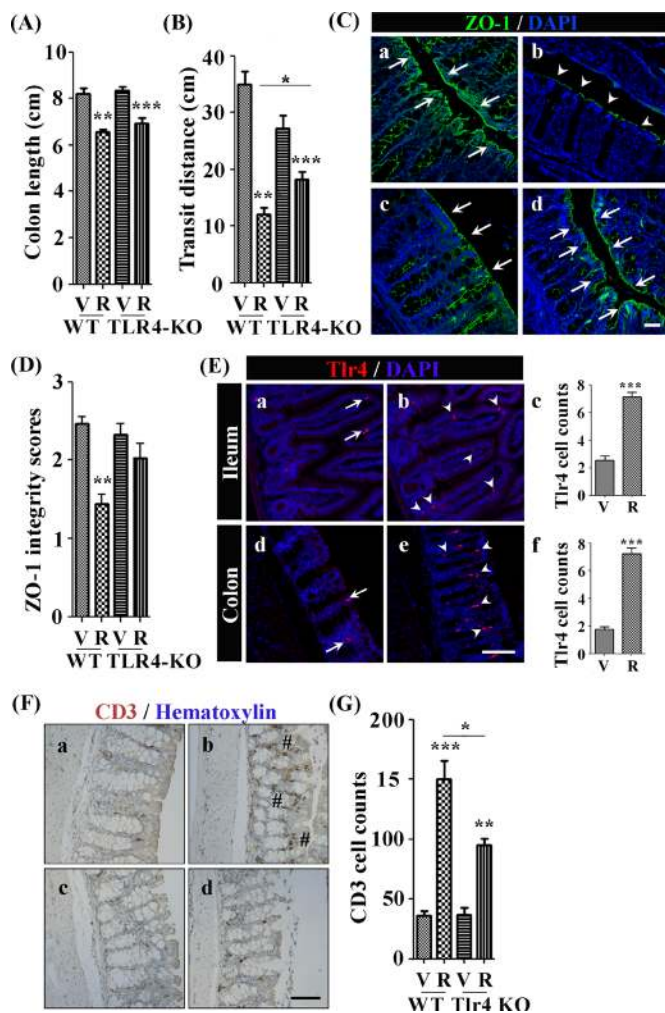 (A)
Colon length (cm)
10
8
6
4
2
0
**
***
V R V R
WT TLR4-KO
(B)
Transit distance (cm)
40
30
20
10
0
*
**
***
V R V R
WT TLR4-KO
(C)
ZO-1 / DAPI
a
b
c
d
(D)
ZO-1 integrity scores
3
2
1
0
**
V R V R
WT TLR4-KO
(E)
Tlr4 / DAPI
Ileum
a
b
c
Tlr4 cell counts
10
8
6
4
2
0
***
V R
Colon
d
e
f
Tlr4 cell counts
10
8
6
4
2
0
***
V R
(F)
CD3 / Hematoxylin
a
b
#
#
#
c
d
(G)
CD3 cell counts
200
15
100
50
0
***
*
**
V R V R
WT Tlr4 KO